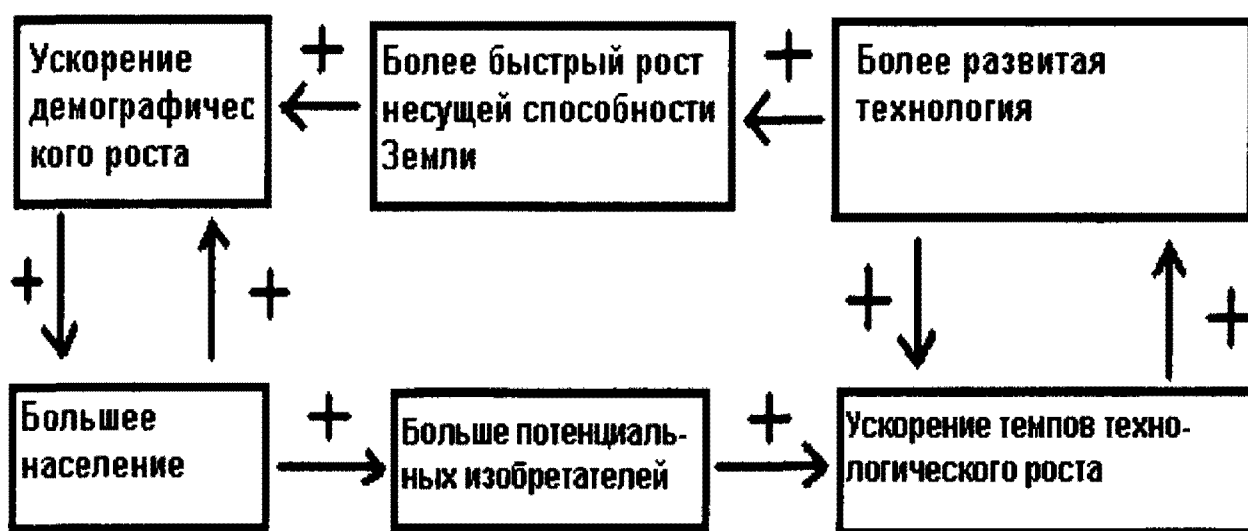 Ускорение
демографичес
кого роста
+
Более быстрый рост
несущей способности
Земли
+
Более развитая
технология
+
+
+
+
Большее
население
+
Больше потенциаль-
ных изобретателей
+
Ускорение темпов техно-
логического роста